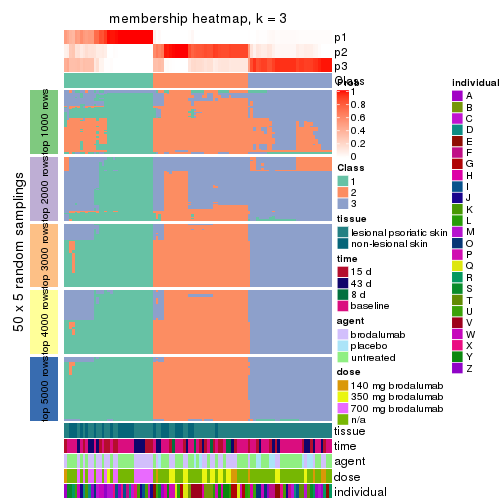 membership heatmap, k = 3
p1
p2
p3
Class
50 x 5 random samplings
top 1000 rows
top 2000 rows
top 3000 rows
top 4000 rows
top 5000 rows
tissue
time
agent
dose
individual
1
0.8
0.6
0.4
0.2
0
Class
1
2
3
tissue
lesional psoriatic skin
non-lesional skin
time
15 d
43 d
8 d
baseline
agent
brodalumab
placebo
untreated
dose
140 mg brodalumab
350 mg brodalumab
700 mg brodalumab
n/a
individual
A
B
C
D
E
F
G
H
I
J
K
L
M
O
P
Q
R
S
T
U
V
W
X
Y
Z